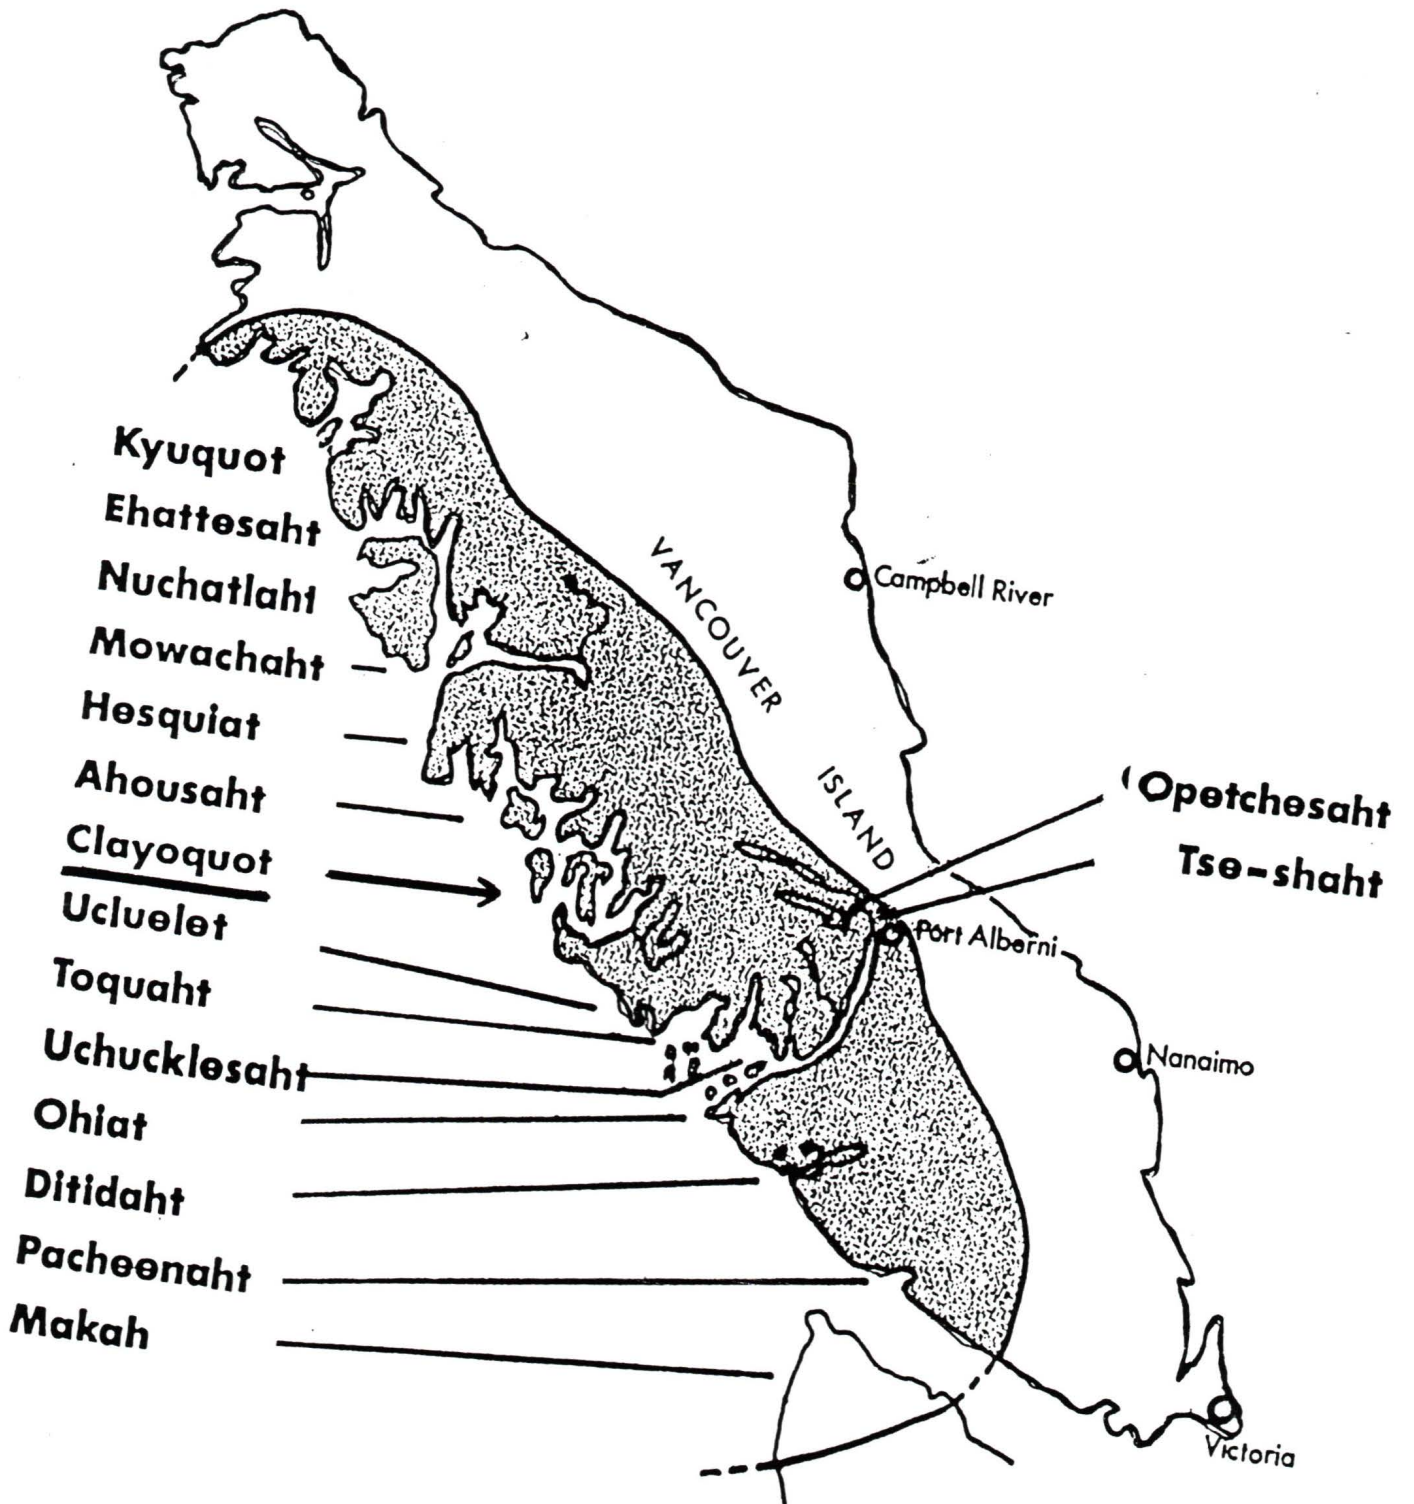 Kyuquot
Ehattesaht
Nuchatlaht
Mowachaht
Hesquiat
Ahousaht
Clayoquot
Ucluelet
Toquaht
Uchucklesaht
Ohiat
Ditidaht
Pacheenaht
Makah
VANCOUVER
ISLAND
Campbell River
Opetchesaht
Tse-shaht
Port Alberni
Nanaimo
Victoria